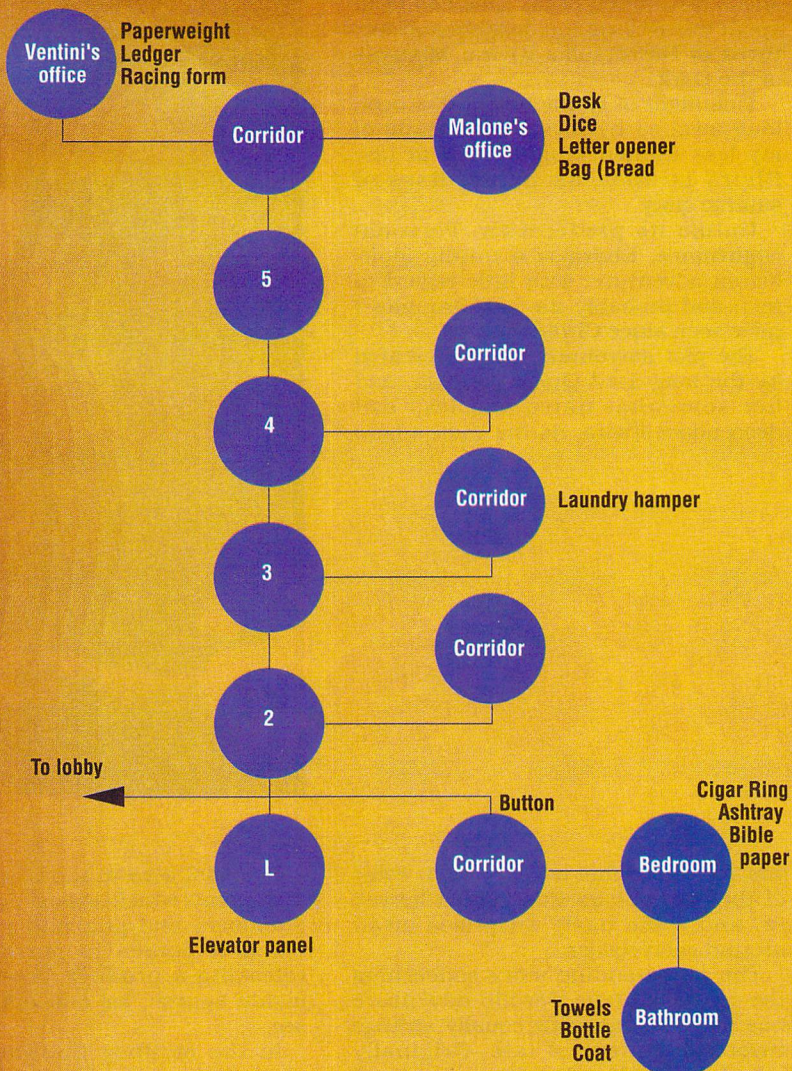 Ventini's
office
Paperweight
Ledger
Racing form
Corridor
Malone's
office
Desk
Dice
Letter opener
Bag (Bread
5
Corridor
4
Corridor
Laundry hamper
3
Corridor
2
To lobby
Button
Cigar Ring
Ashtray
Bible
paper
L
Corridor
Bedroom
Elevator panel
Towels
Bottle
Coat
Bathroom